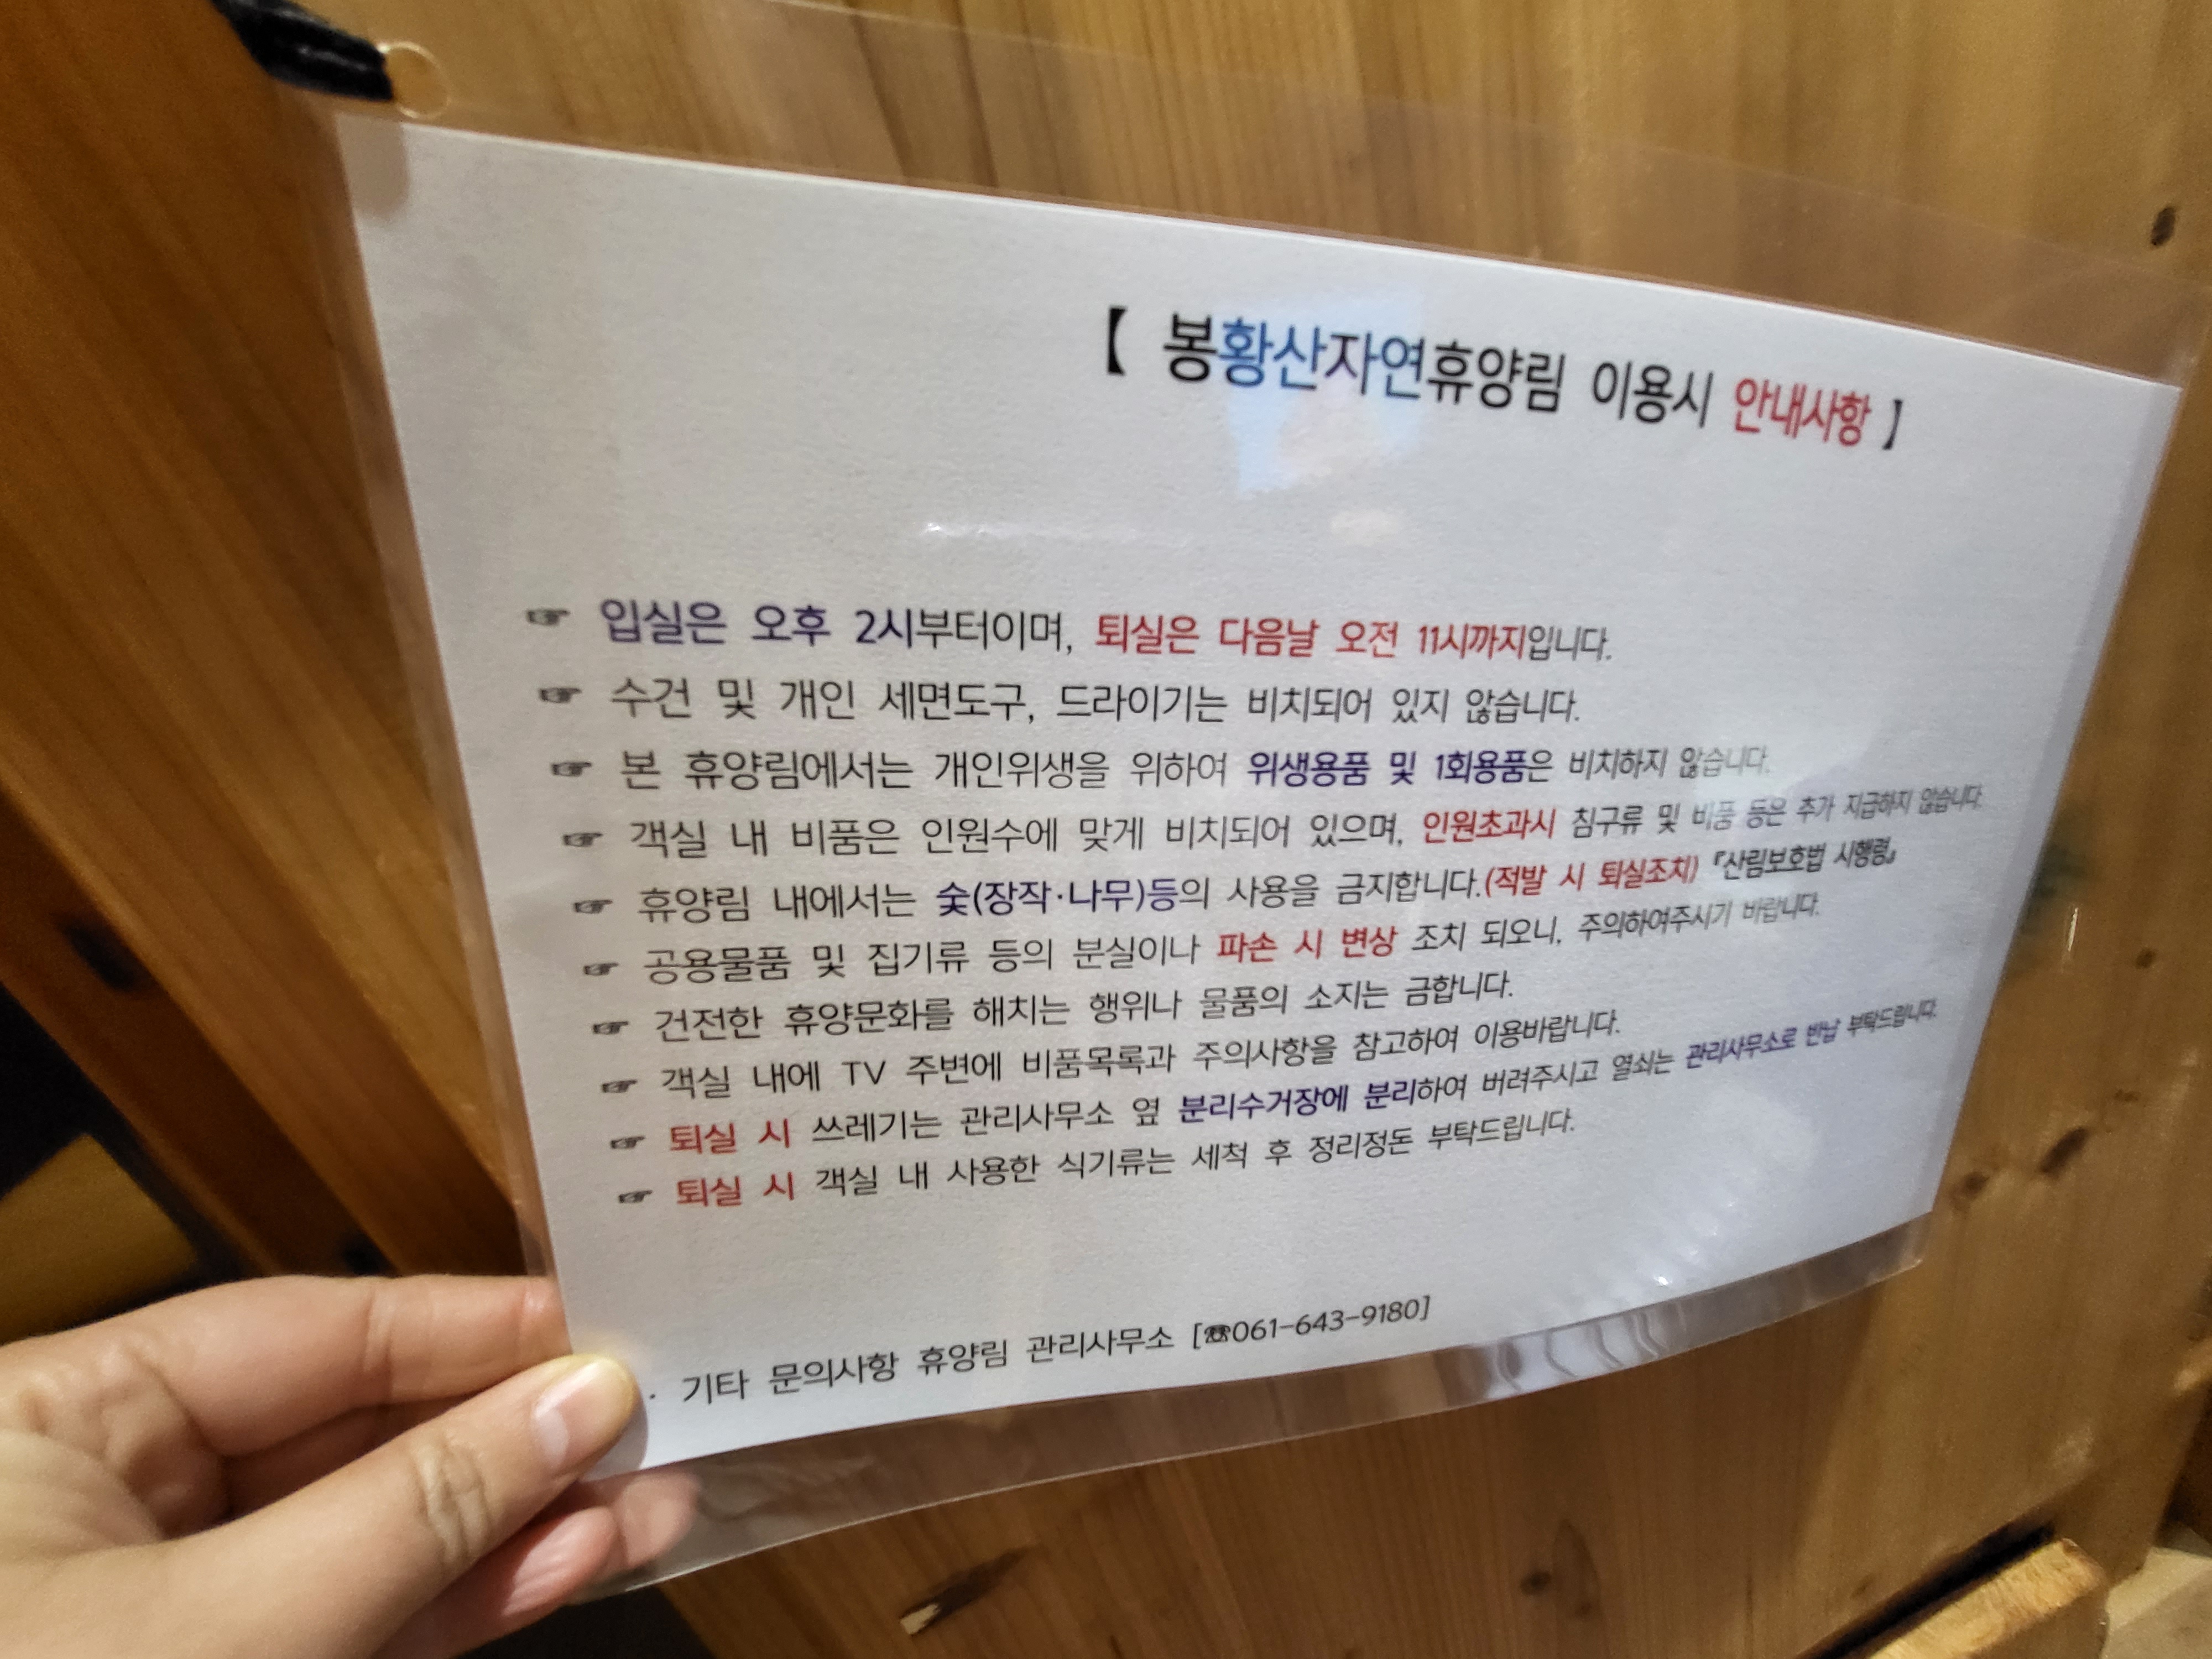 【 봉황산자연휴양림 이용시 안내사항 】
☞ 입실은 오후 2시부터이며, 퇴실은 다음날 오전 11시까지입니다.
☞ 수건 및 개인 세면도구, 드라이기는 비치되어 있지 않습니다.
☞ 본 휴양림에서는 개인위생을 위하여 위생용품 및 1회용품은 비치하지 않습니다.
☞ 객실 내 비품은 인원수에 맞게 비치되어 있으며, 인원초과시 침구류 및 비품 등은 추가 지급하지 않습니다.
☞ 휴양림 내에서는 숯(장작·나무)등의 사용을 금지합니다.(적발 시 퇴실조치) 『산림보호법 시행령』
☞ 공용물품 및 집기류 등의 분실이나 파손 시 변상 조치 되오니, 주의하여주시기 바랍니다.
☞ 건전한 휴양문화를 해치는 행위나 물품의 소지는 금합니다.
☞ 객실 내에 TV 주변에 비품목록과 주의사항을 참고하여 이용바랍니다.
☞ 퇴실 시 쓰레기는 관리사무소 옆 분리수거장에 분리하여 버려주시고 열쇠는 관리사무소로 반납 부탁드립니다.
☞ 퇴실 시 객실 내 사용한 식기류는 세척 후 정리정돈 부탁드립니다.
· 기타 문의사항 휴양림 관리사무소 [☎061-643-9180]